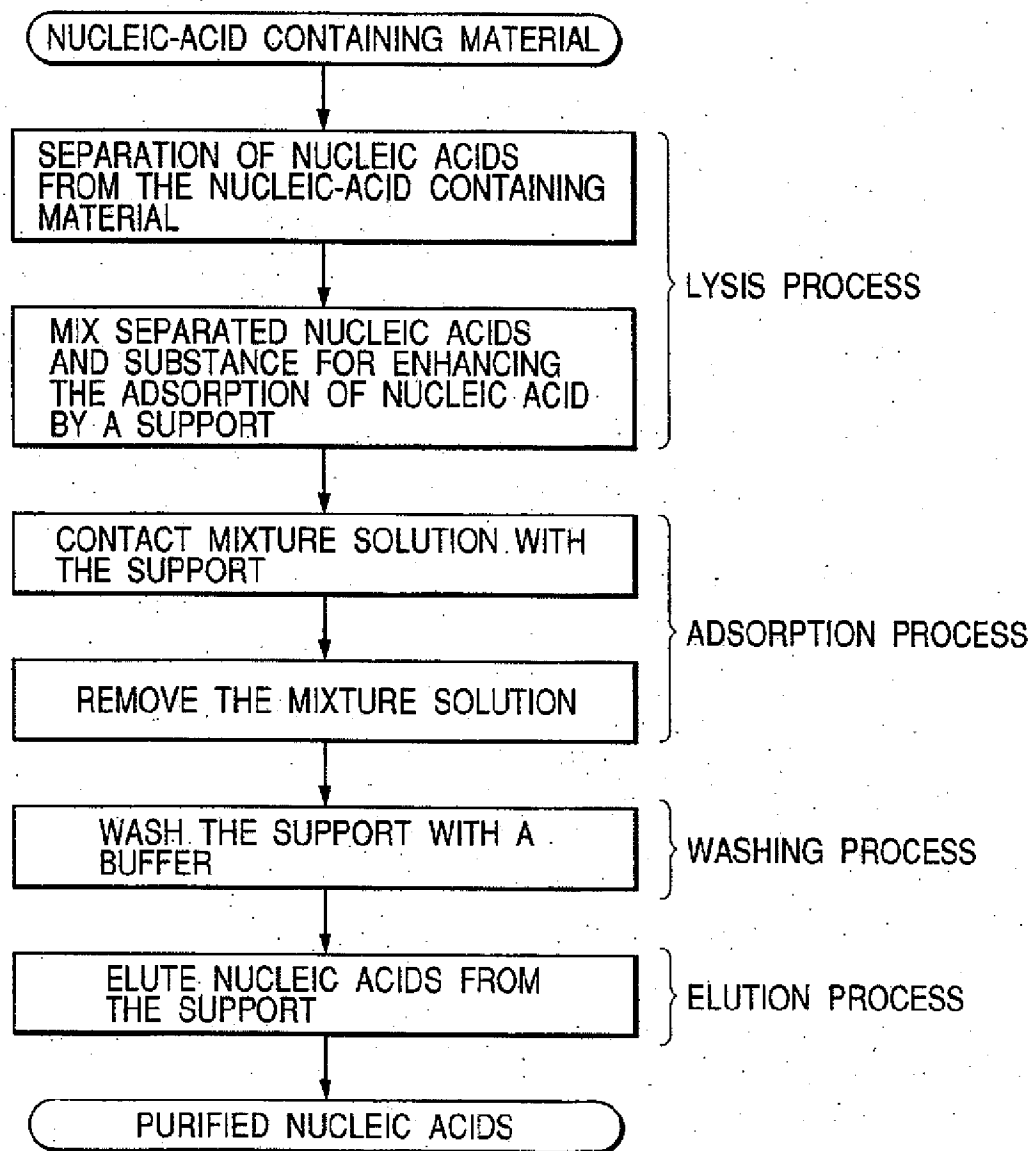 NUCLEIC-ACID CONTAINING MATERIAL
SEPARATION OF NUCLEIC ACIDS
FROM THE NUCLEIC-ACID CONTAINING
MATERIAL
MIX SEPARATED NUCLEIC ACIDS
AND SUBSTANCE FOR ENHANCING
THE ADSORPTION OF NUCLEIC ACID
BY A SUPPORT
LYSIS PROCESS
CONTACT MIXTURE SOLUTION WITH
THE SUPPORT
REMOVE THE MIXTURE SOLUTION
ADSORPTION PROCESS
WASH THE SUPPORT WITH A
BUFFER
WASHING PROCESS
ELUTE NUCLEIC ACIDS FROM
THE SUPPORT
ELUTION PROCESS
PURIFIED NUCLEIC ACIDS